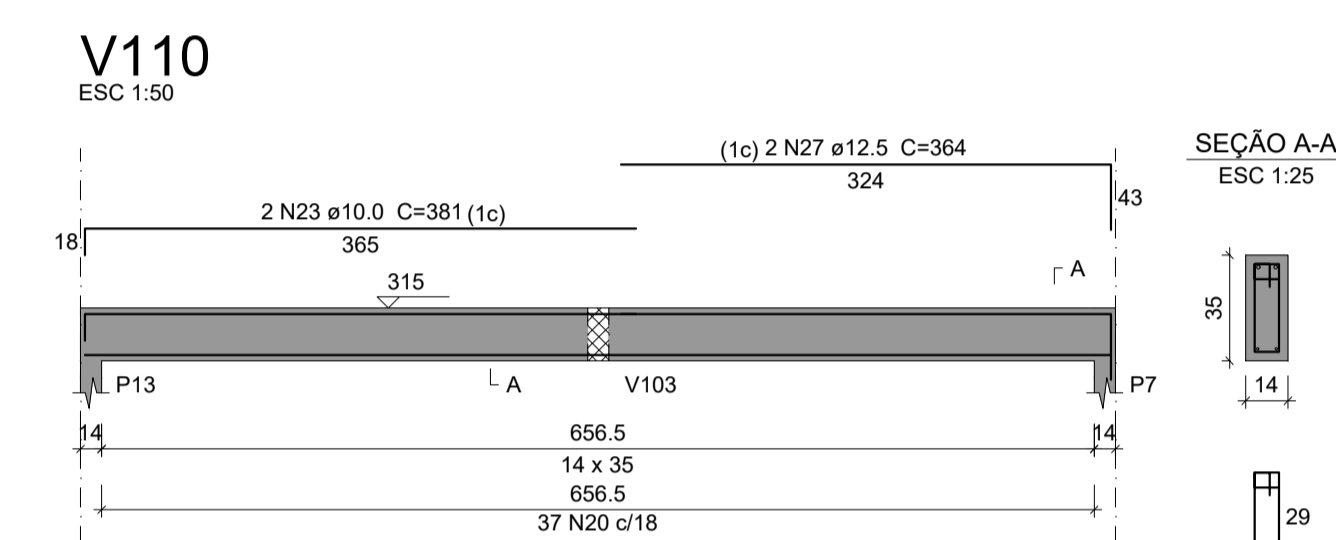 V110
ESC 1:50
(1c) 2 N27 ø12.5 C=364
324
43
SEÇÃO A-A
ESC 1:25
2 N23 ø10.0 C=381 (1c)
18
365
315
A
35
P13
A
V103
P7
14
14
656.5
14
14 x 35
656.5
37 N20 c/18
29